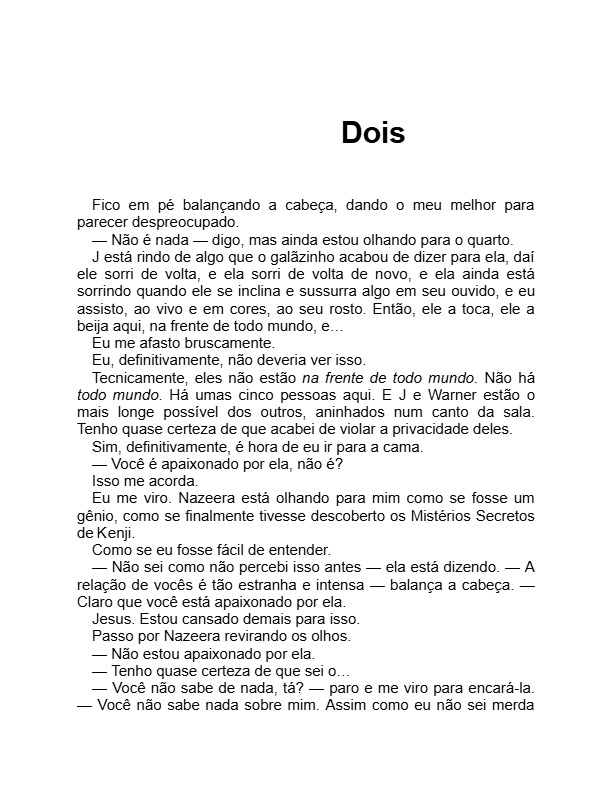 Dois
Fico em pé balançando a cabeça, dando o meu melhor para
parecer despreocupado.
— Não é nada — digo, mas ainda estou olhando para o quarto.
J está rindo de algo que o galãzinho acabou de dizer para ela, daí
ele sorri de volta, e ela sorri de volta de novo, e ela ainda está
sorrindo quando ele se inclina e sussurra algo em seu ouvido, e eu
assisto, ao vivo e em cores, ao seu rosto. Então, ele a toca, ele a
beija aqui, na frente de todo mundo, e…
Eu me afasto bruscamente.
Eu, definitivamente, não deveria ver isso.
Tecnicamente, eles não estão na frente de todo mundo. Não há
todo mundo. Há umas cinco pessoas aqui. E J e Warner estão o
mais longe possível dos outros, aninhados num canto da sala.
Tenho quase certeza de que acabei de violar a privacidade deles.
Sim, definitivamente, é hora de eu ir para a cama.
— Você é apaixonado por ela, não é?
Isso me acorda.
Eu me viro. Nazeera está olhando para mim como se fosse um
gênio, como se finalmente tivesse descoberto os Mistérios Secretos
de Kenji.
Como se eu fosse fácil de entender.
— Não sei como não percebi isso antes — ela está dizendo. — A
relação de vocês é tão estranha e intensa — balança a cabeça. —
Claro que você está apaixonado por ela.
Jesus. Estou cansado demais para isso.
Passo por Nazeera revirando os olhos.
— Não estou apaixonado por ela.
— Tenho quase certeza de que sei o…
— Você não sabe de nada, tá? — paro e me viro para encará-la.
— Você não sabe nada sobre mim. Assim como eu não sei merda